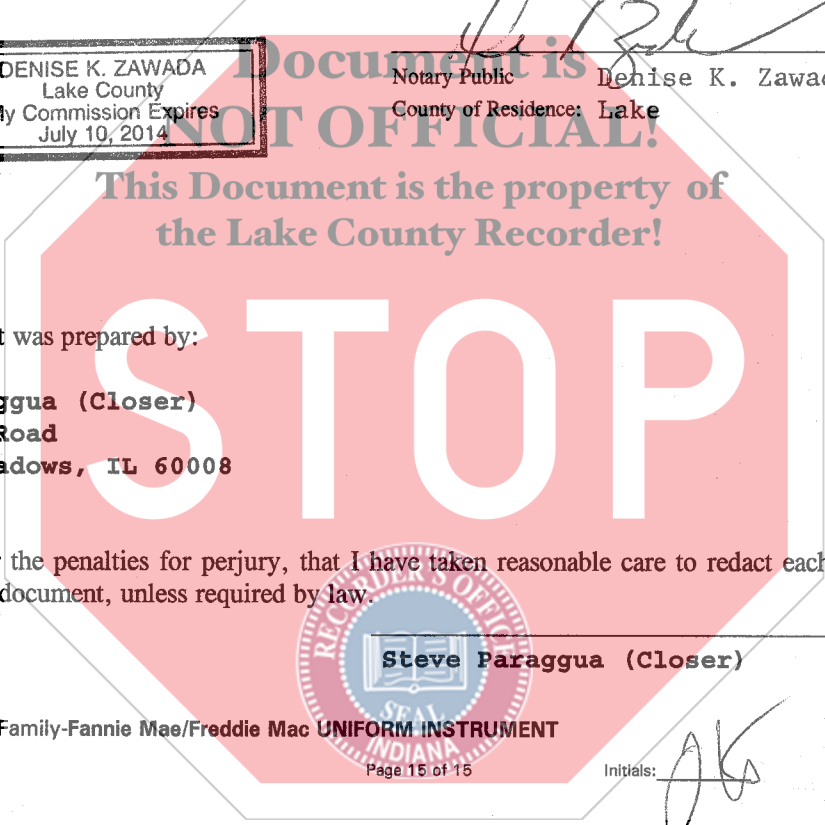 DENISE K. ZAWADA
Lake County
y Commission Expires
July 10, 2014
Notary Public Denise K. Zawad
County of Residence: Lake
Document is
NOT OFFICIAL!
This Document is the property of
the Lake County Recorder!
STOP
t was prepared by:
ggua (Closer)
Road
adows, IL 60008
the penalties for perjury, that I have taken reasonable care to redact each
document, unless required by law.
RECORDER'S OFFICE
SEAL
INDIANA
Steve Paraggua (Closer)
Family-Fannie Mae/Freddie Mac UNIFORM INSTRUMENT
Page 15 of 15
Initials: